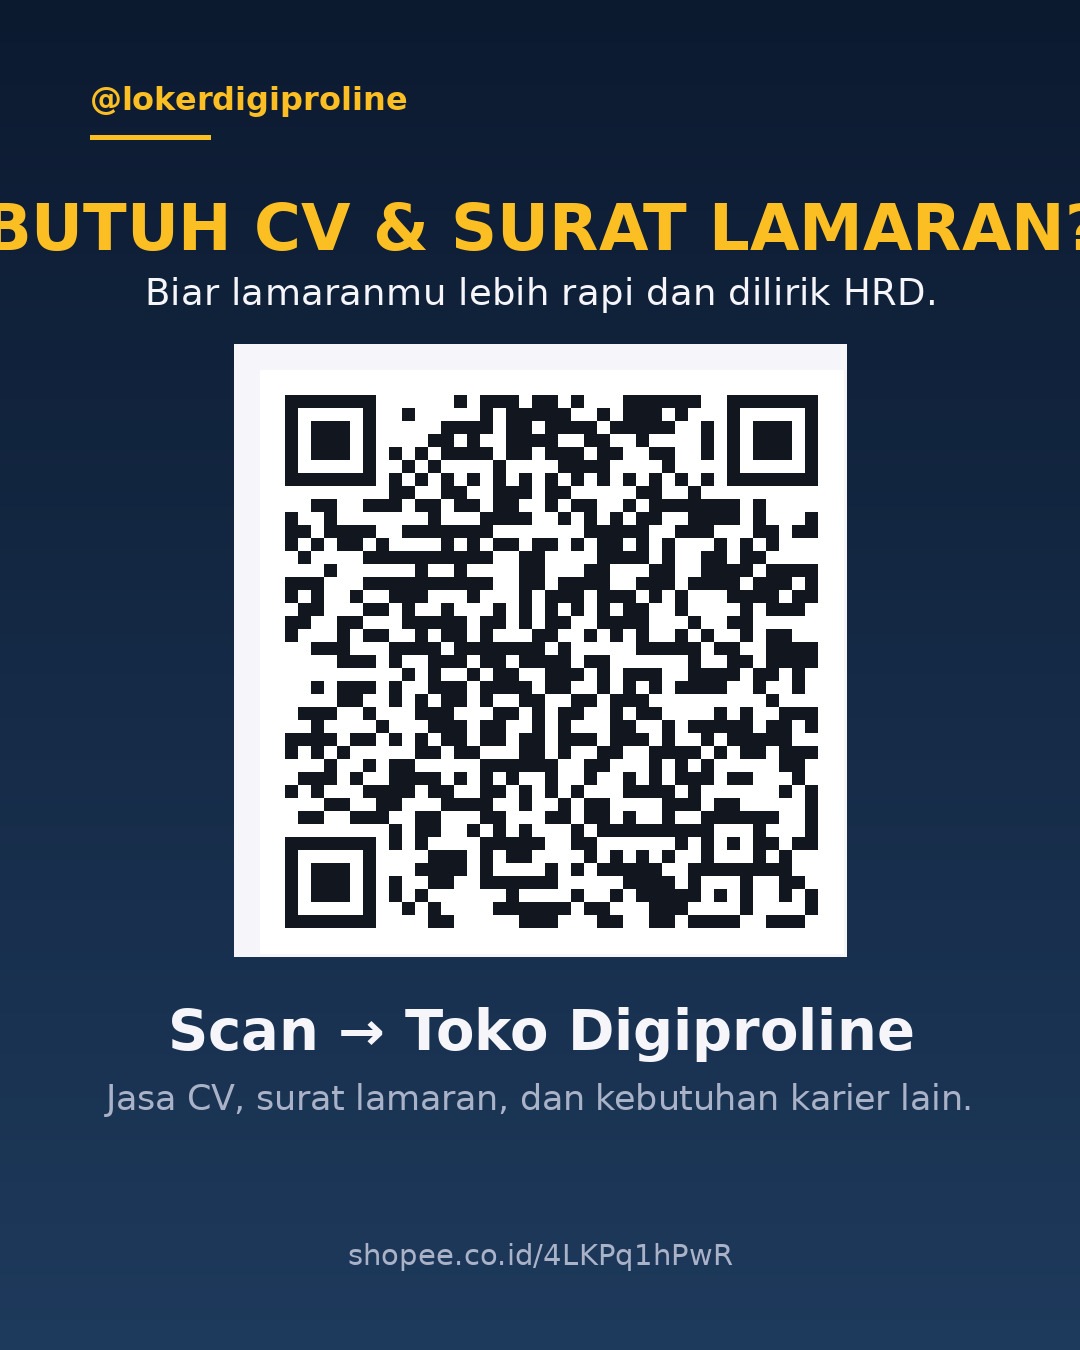 @lokerdigiproline
BUTUH CV & SURAT LAMARAN?
Biar lamaranmu lebih rapi dan dilirik HRD.
Scan → Toko Digiproline
Jasa CV, surat lamaran, dan kebutuhan karier lain.
shopee.co.id/4LKPq1hPwR